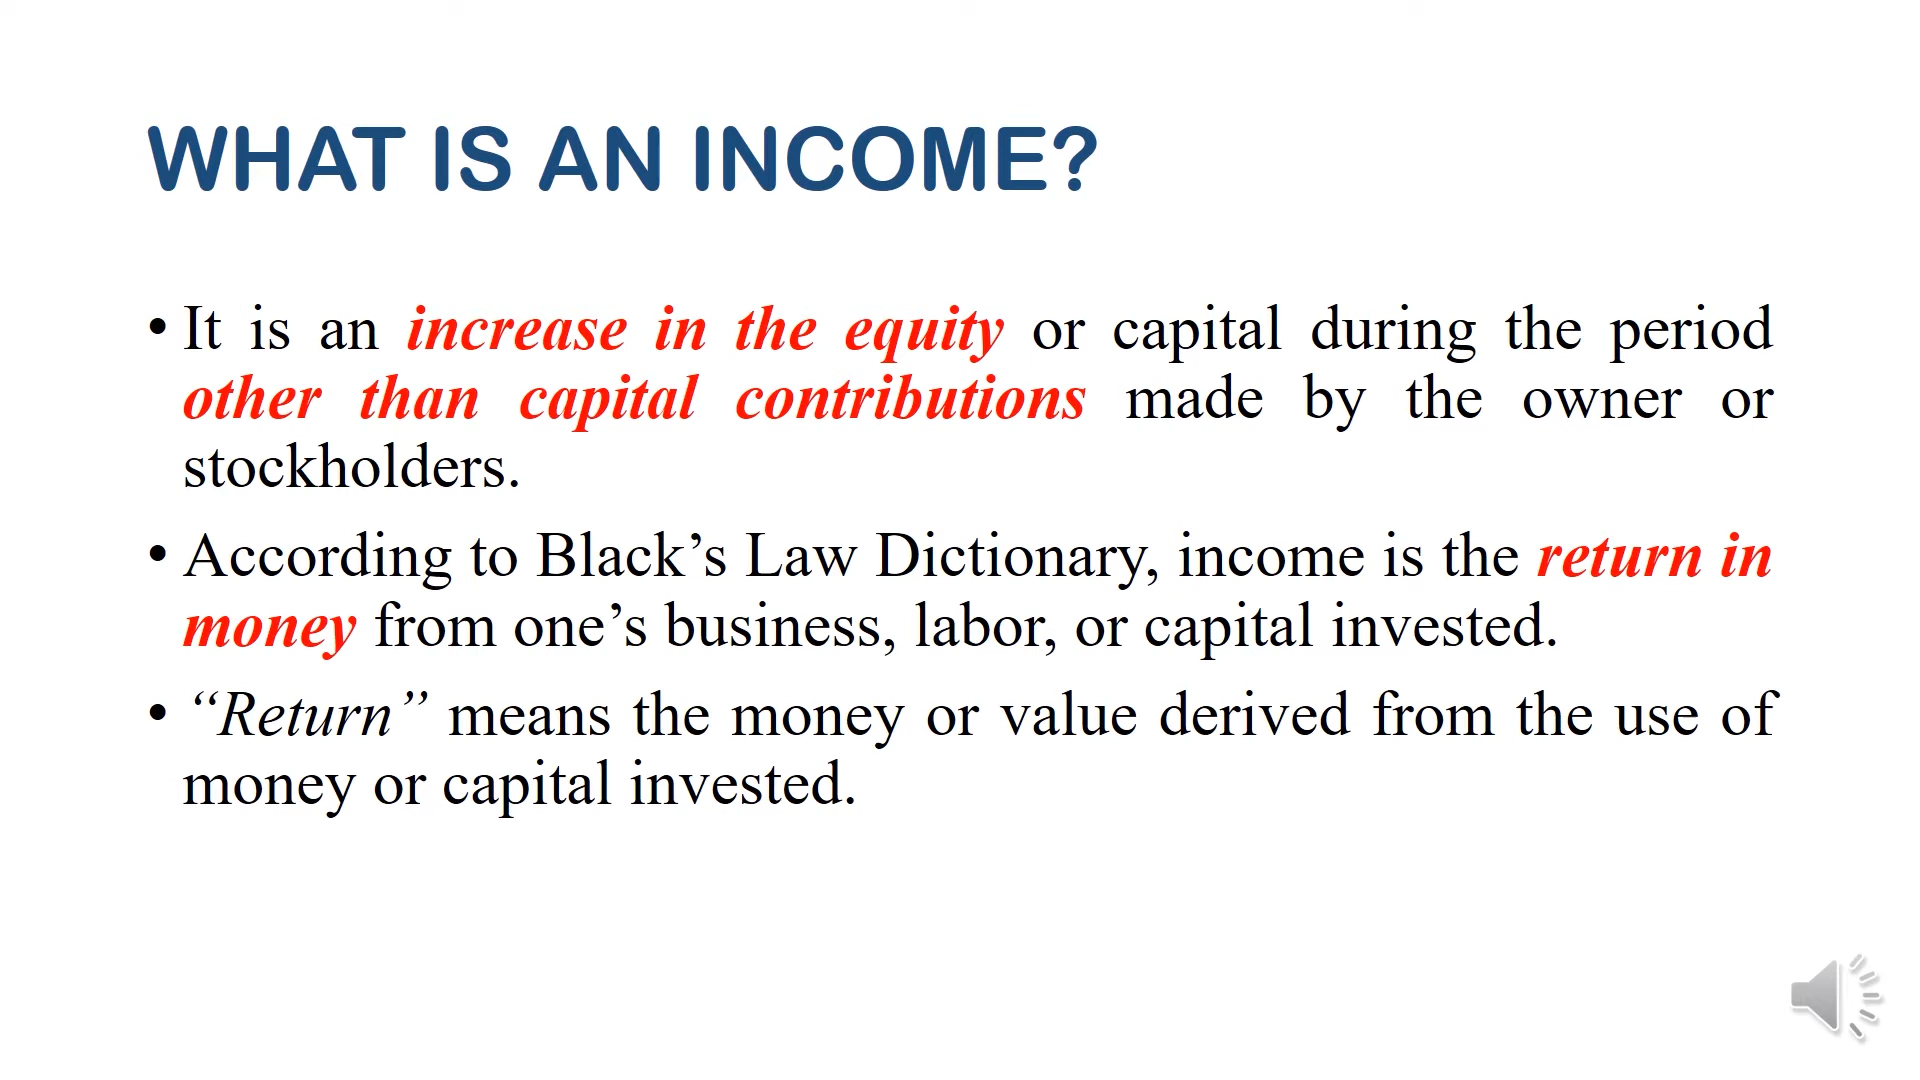 WHAT IS AN INCOME?
• It is an increase in the equity or capital during the period
other than capital contributions made by the owner or
stockholders.
• According to Black’s Law Dictionary, income is the return in
money from one’s business, labor, or capital invested.
• “Return” means the money or value derived from the use of
money or capital invested.